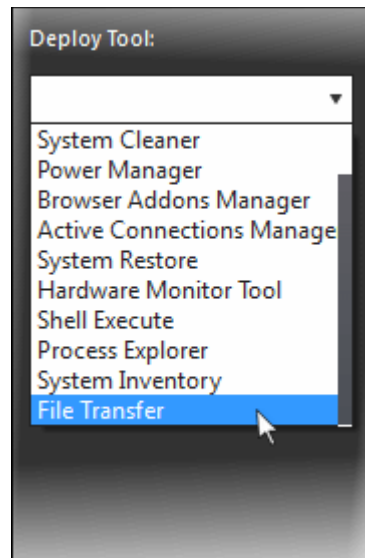 Deploy Tool:
System Cleaner
Power Manager
Browser Addons Manager
Active Connections Manage
System Restore
Hardware Monitor Tool
Shell Execute
Process Explorer
System Inventory
File Transfer